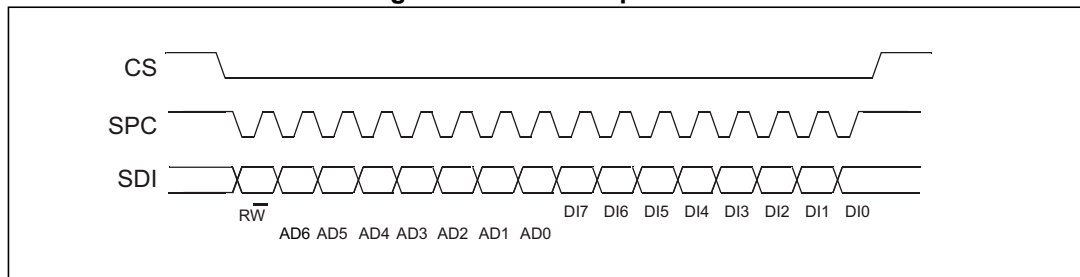 CS
SPC
SDI
RW
DI7 DI6 DI5 DI4 DI3 DI2 DI1 DI0
AD6 AD5 AD4 AD3 AD2 AD1 AD0